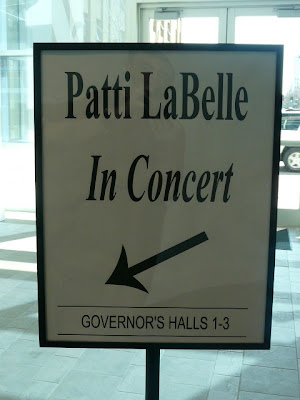 Patti LaBelle
In Concert
GOVERNOR'S HALLS 1-3